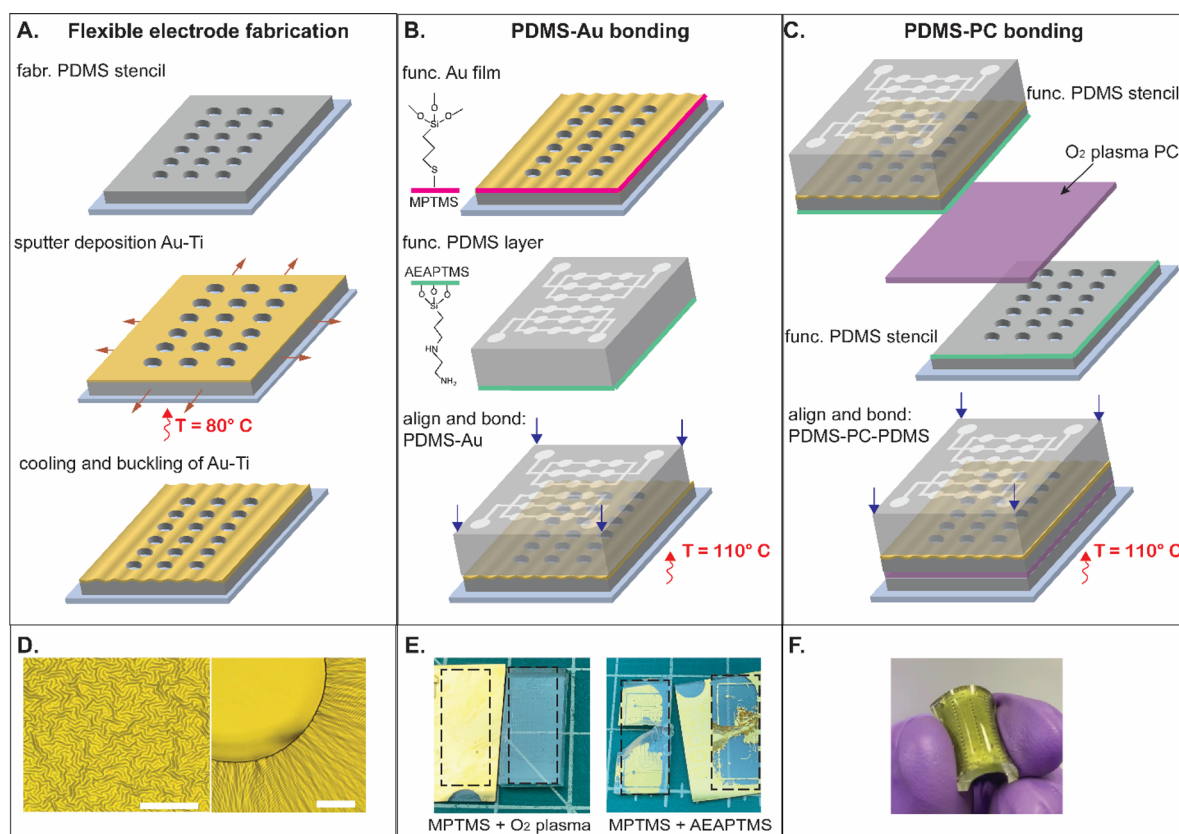 A. Flexible electrode fabrication
fabr. PDMS stencil
sputter deposition Au-Ti
T = 80° C
cooling and buckling of Au-Ti
B. PDMS-Au bonding
func. Au film
O
O
O
Si
S
MPTMS
func. PDMS layer
AEAPTMS
O
O
O
Si
HN
NH2
align and bond:
PDMS-Au
T = 110° C
C. PDMS-PC bonding
func. PDMS stencil
O2 plasma PC
func. PDMS stencil
align and bond:
PDMS-PC-PDMS
T = 110° C
D.
E.
MPTMS + O2 plasma
MPTMS + AEAPTMS
F.